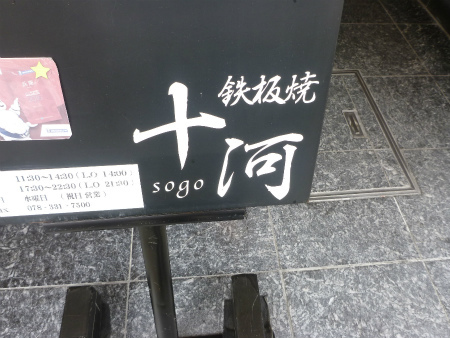 鉄板焼
十河
sogo
11:30～14:30 (L.O 14:00)
17:30～22:30 (L.O 21:30)
水曜日 (祝日営業)
078-331-7500